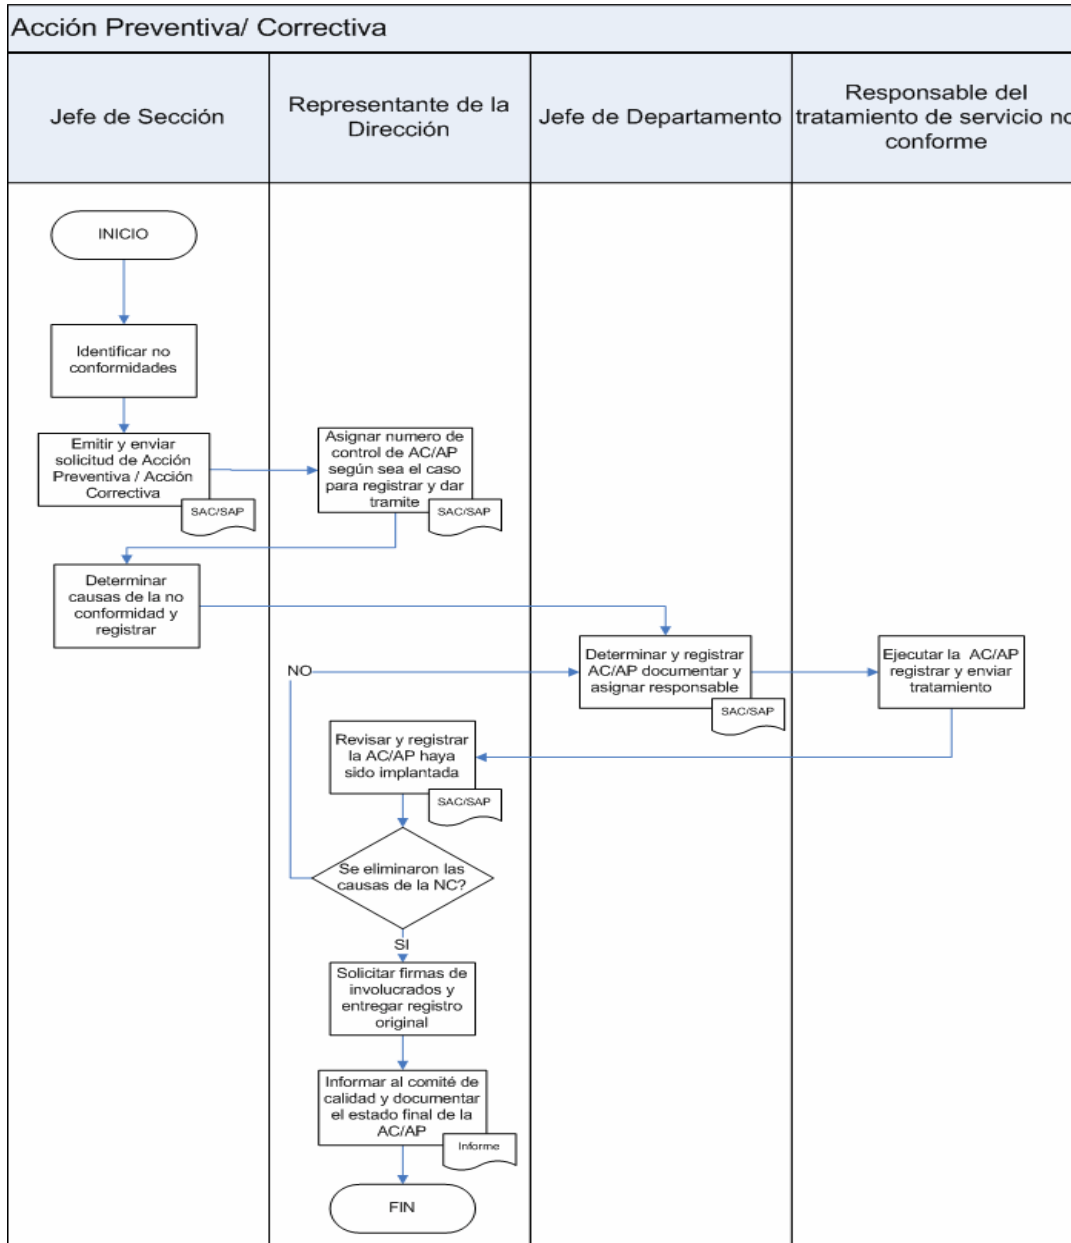 Acción Preventiva/ Correctiva
Jefe de Sección
Representante de la
Dirección
Jefe de Departamento
Responsable del
tratamiento de servicio no
conforme
INICIO
Identificar no
conformidades
Emitir y enviar
solicitud de Acción
Preventiva / Acción
Correctiva
SAC/SAP
Asignar numero de
control de AC/AP
según sea el caso
para registrar y dar
tramite
SAC/SAP
Determinar
causas de la no
conformidad y
registrar
NO
Determinar y registrar
AC/AP documentar y
asignar responsable
SAC/SAP
Ejecutar la AC/AP
registrar y enviar
tratamiento
Revisar y registrar
la AC/AP haya
sido implantada
SAC/SAP
Se eliminaron las
causas de la NC?
SI
Solicitar firmas de
involucrados y
entregar registro
original
Informar al comité de
calidad y documentar
el estado final de la
AC/AP
Informe
FIN